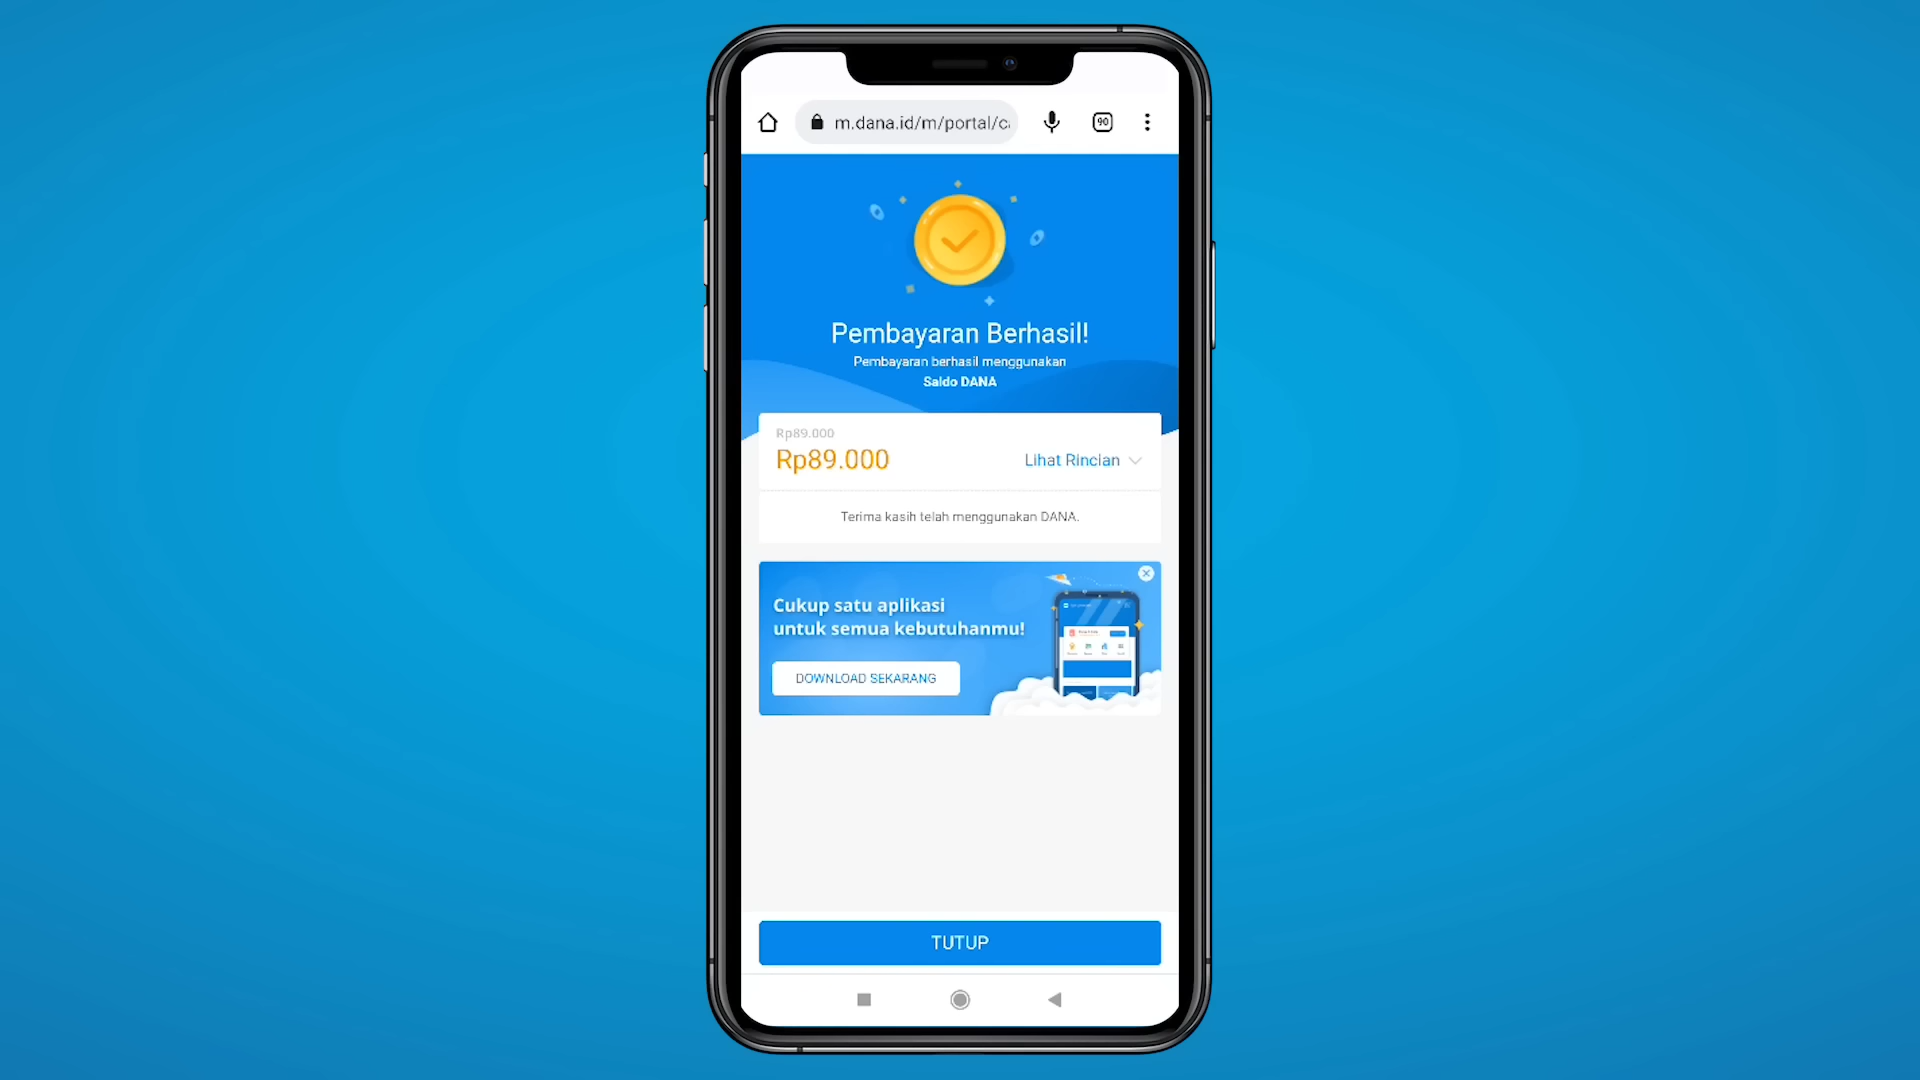 m.dana.id/m/portal/c
90
Pembayaran Berhasil!
Pembayaran berhasil menggunakan
Saldo DANA
Rp89.000
Rp89.000
Lihat Rincian
Terima kasih telah menggunakan DANA.
Cukup satu aplikasi
untuk semua kebutuhanmu!
DOWNLOAD SEKARANG
TUTUP